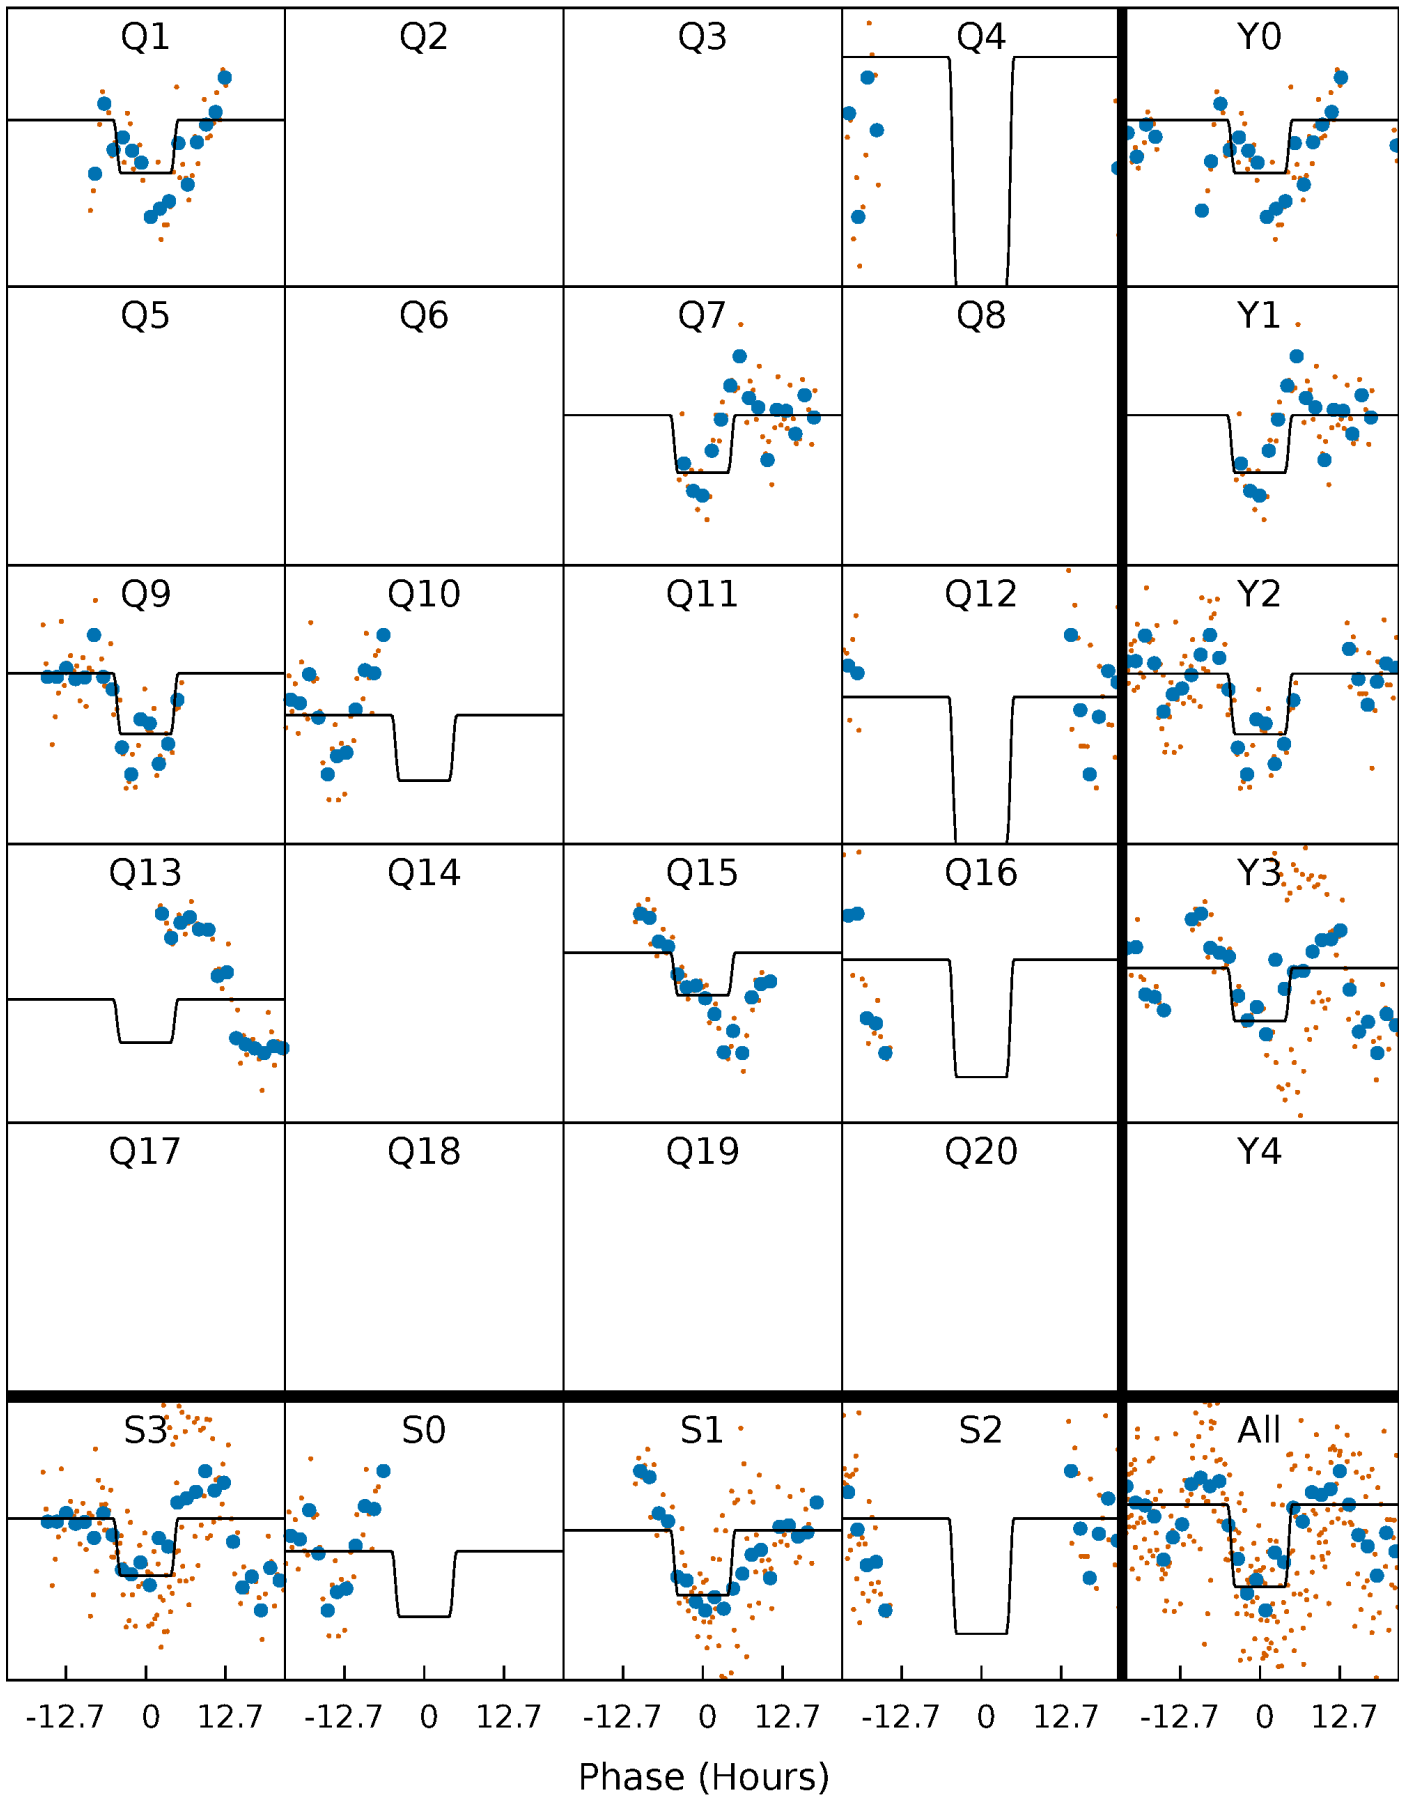 Q1 Q2 Q3 Q4 Y0
Q5 Q6 Q7 Q8 Y1
Q9 Q10 Q11 Q12 Y2
Q13 Q14 Q15 Q16 Y3
Q17 Q18 Q19 Q20 Y4
S3 S0 S1 S2 All
-12.7 0 12.7 -12.7 0 12.7 -12.7 0 12.7 -12.7 0 12.7 -12.7 0 12.7
Phase (Hours)